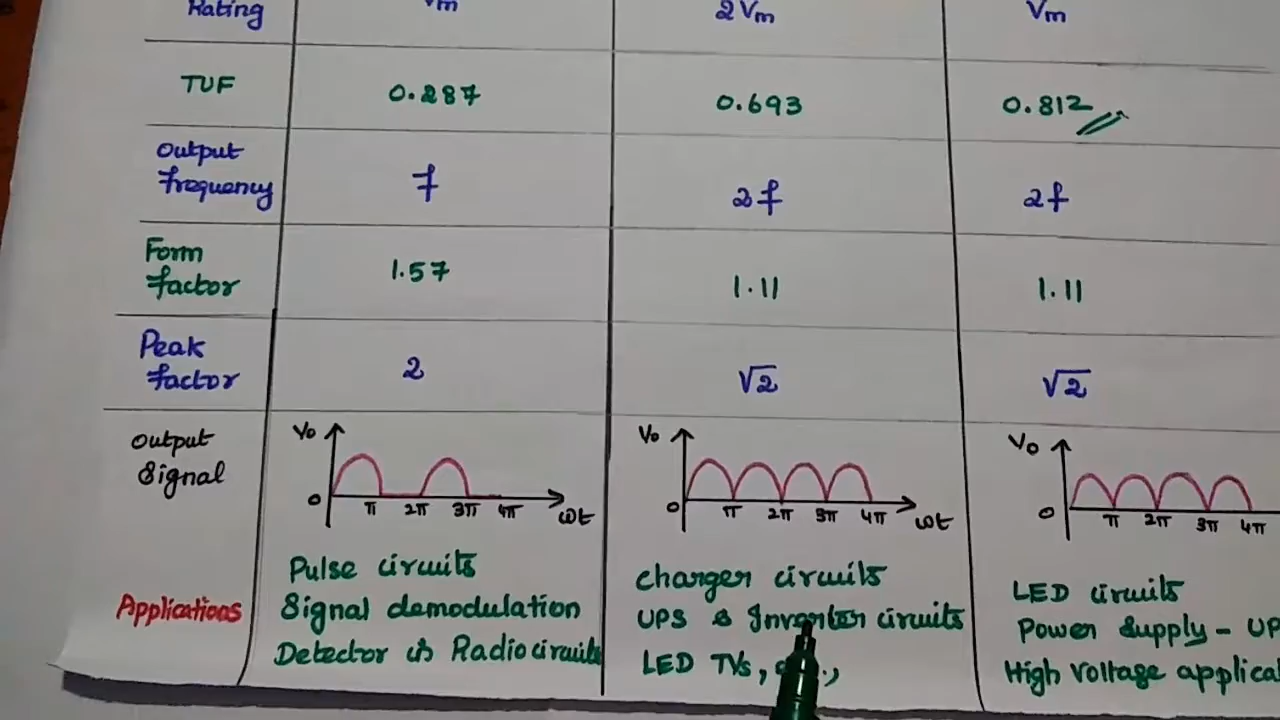 Rating Vm 2Vm Vm
TUF 0.287 0.693 0.812
Output
frequency f 2f 2f
Form
factor 1.57 1.11 1.11
Peak
factor 2 √2 √2
Output
Signal
Vo 0 π 2π 3π 4π ωt
Vo 0 π 2π 3π 4π ωt
Vo 0 π 2π 3π 4π
Applications
Pulse circuits
Signal demodulation
Detector in Radio circuits
Charger circuits
UPS & Inverter circuits
LED TVs,
LED circuits
Power Supply - UP
High Voltage applica